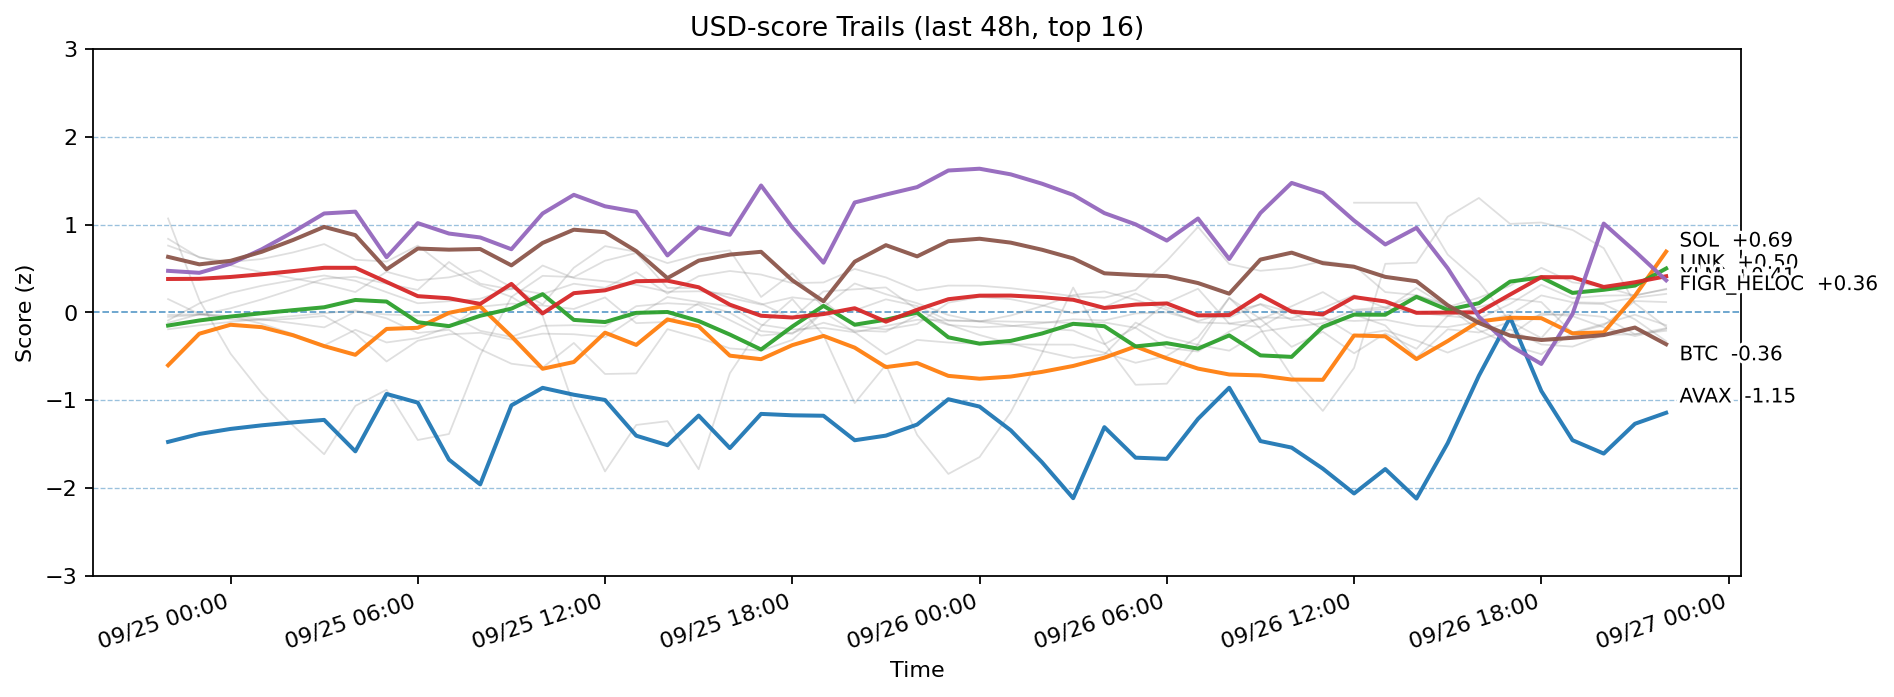 USD-score Trails (last 48h, top 16)
Score (z)
3
2
1
0
−1
−2
−3
SOL +0.69
LINK +0.50
FIGR_HELOC +0.36
BTC -0.36
AVAX -1.15
09/25 00:00
09/25 06:00
09/25 12:00
09/25 18:00
09/26 00:00
09/26 06:00
09/26 12:00
09/26 18:00
09/27 00:00
Time